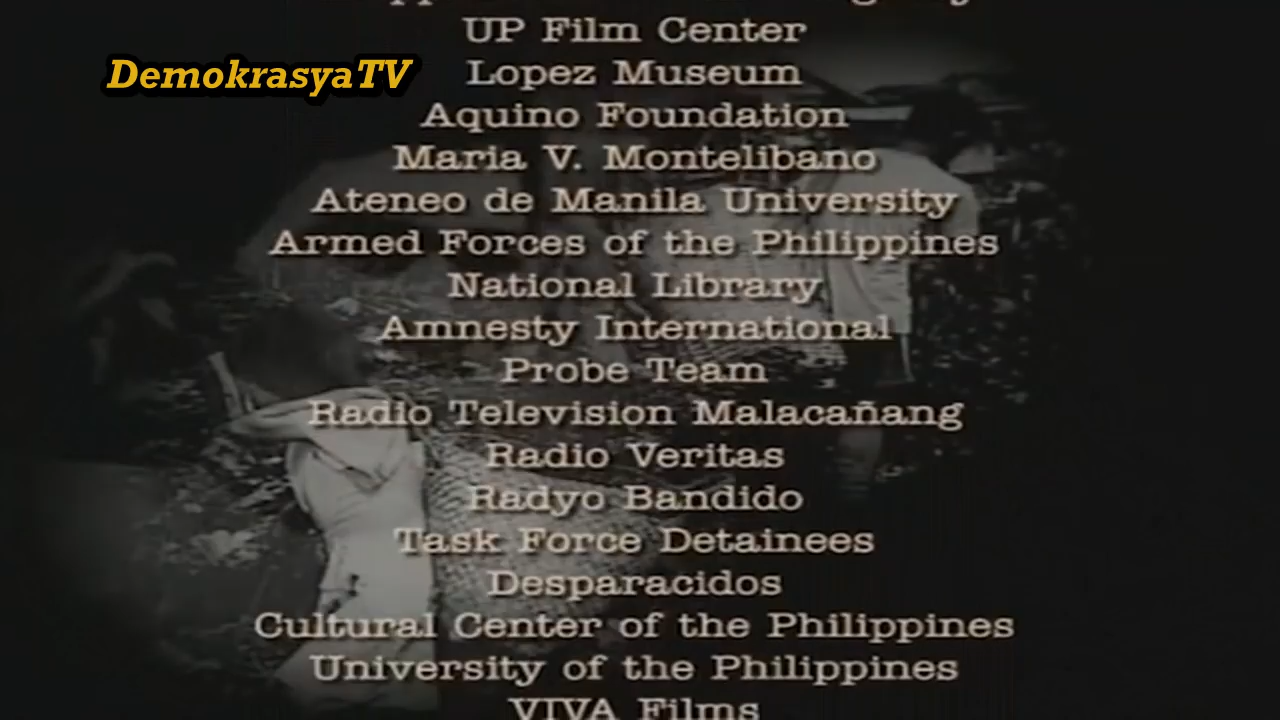 UP Film Center
DemokrasyaTV
Lopez Museum
Aquino Foundation
Maria V. Montelibano
Ateneo de Manila University
Armed Forces of the Philippines
National Library
Amnesty International
Probe Team
Radio Television Malacañang
Radio Veritas
Radyo Bandido
Task Force Detainees
Desparacidos
Cultural Center of the Philippines
University of the Philippines
VIVA Films